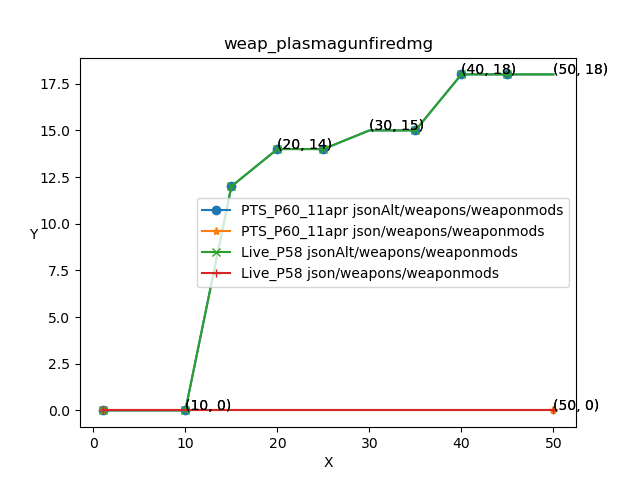 weap_plasmagunfiredmg
17.5
15.0
12.5
10.0
7.5
5.0
2.5
0.0
Y
(40, 18)
(50, 18)
(30, 15)
(20, 14)
PTS_P60_11apr jsonAlt/weapons/weaponmods
PTS_P60_11apr json/weapons/weaponmods
Live_P58 jsonAlt/weapons/weaponmods
Live_P58 json/weapons/weaponmods
(10, 0)
(50, 0)
0 10 20 30 40 50
X